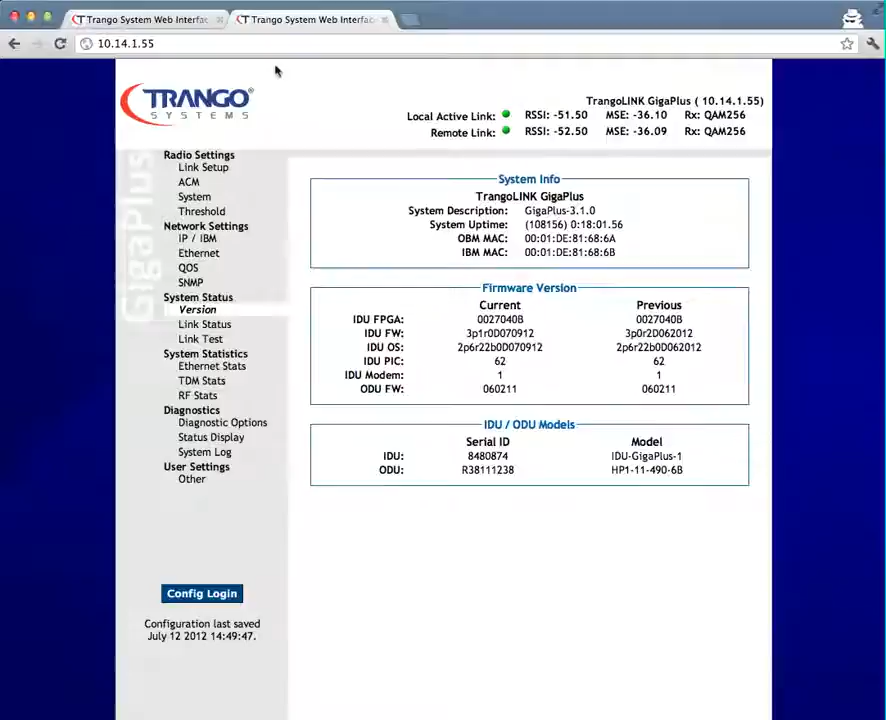 Trango System Web Interfac
Trango System Web Interfac
10.14.1.55
TRANGO®
SYSTEMS
TrangoLINK GigaPlus ( 10.14.1.55)
Local Active Link: RSSI: -51.50 MSE: -36.10 Rx: QAM256
Remote Link: RSSI: -52.50 MSE: -36.09 Rx: QAM256
GigaPlus
Radio Settings
Link Setup
ACM
System
Threshold
Network Settings
IP / IBM
Ethernet
QOS
SNMP
System Status
Version
Link Status
Link Test
System Statistics
Ethernet Stats
TDM Stats
RF Stats
Diagnostics
Diagnostic Options
Status Display
System Log
User Settings
Other
Config Login
Configuration last saved
July 12 2012 14:49:47.
System Info
TrangoLINK GigaPlus
System Description: GigaPlus-3.1.0
System Uptime: (108156) 0:18:01.56
OBM MAC: 00:01:DE:81:68:6A
IBM MAC: 00:01:DE:81:68:6B
Firmware Version
Current Previous
IDU FPGA: 0027040B 0027040B
IDU FW: 3p1r0D070912 3p0r2D062012
IDU OS: 2p6r22b0D070912 2p6r22b0D062012
IDU PIC: 62 62
IDU Modem: 1 1
ODU FW: 060211 060211
IDU / ODU Models
Serial ID Model
IDU: 8480874 IDU-GigaPlus-1
ODU: R38111238 HP1-11-490-6B